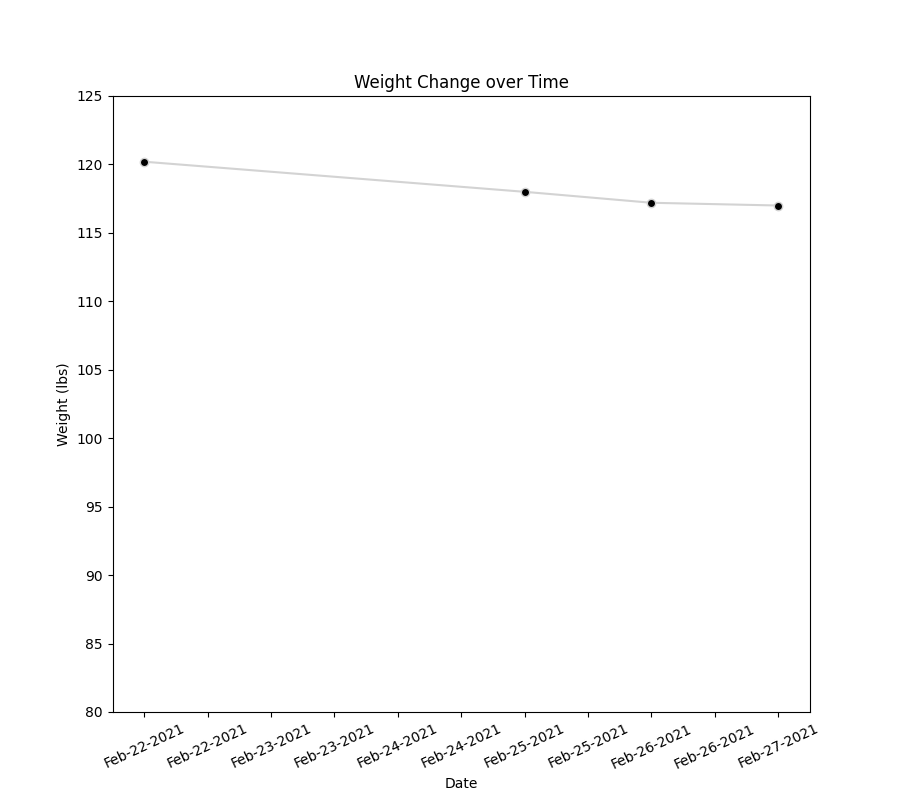 Weight Change over Time
125
120
115
110
105
100
95
90
85
80
Weight (lbs)
Feb-22-2021 Feb-22-2021 Feb-23-2021 Feb-23-2021 Feb-24-2021 Feb-24-2021 Feb-25-2021 Feb-25-2021 Feb-26-2021 Feb-26-2021 Feb-27-2021
Date